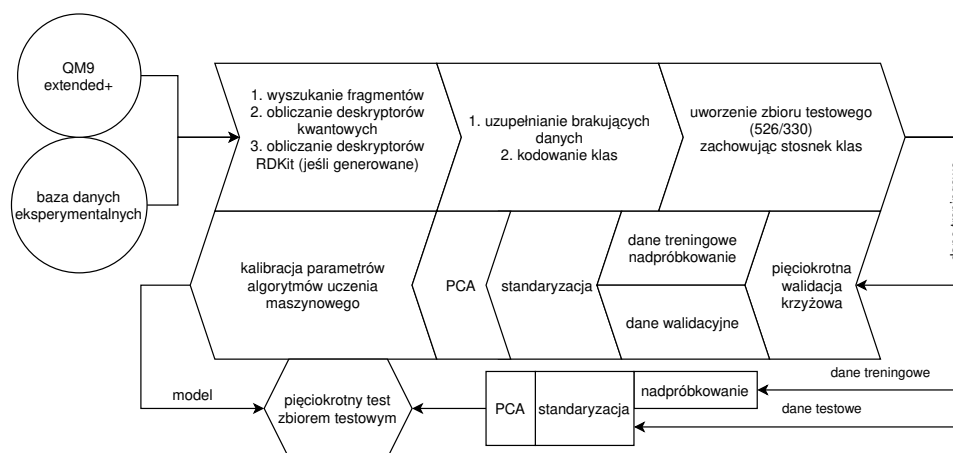 QM9
extended+
baza danych
eksperymentalnych
1. wyszukanie fragmentów
2. obliczanie deskryptorów
kwantowych
3. obliczanie deskryptorów
RDKit (jeśli generowane)
1. uzupełnianie brakujących
danych
2. kodowanie klas
uworzenie zbioru testowego
(526/330)
zachowując stosnek klas
kalibracja parametrów
algorytmów uczenia
maszynowego
PCA
standaryzacja
dane treningowe
nadpróbkowanie
dane walidacyjne
pięciokrotna
walidacja
krzyżowa
model
pięciokrotny test
zbiorem testowym
PCA
standaryzacja
nadpróbkowanie
dane treningowe
dane testowe